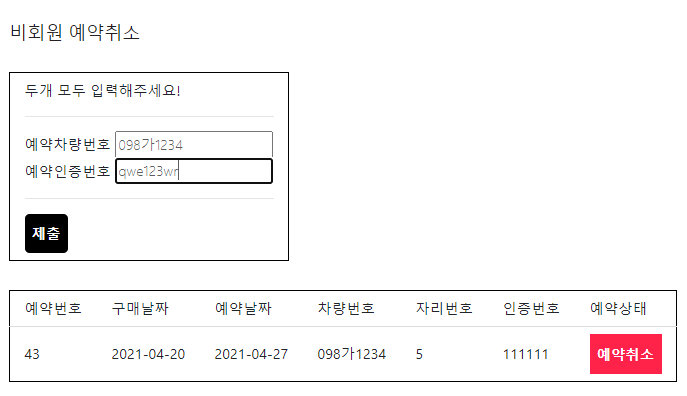 비회원 예약취소
두개 모두 입력해주세요!
예약차량번호 098가1234
예약인증번호 qwe123wr
제출
예약번호 구매날짜 예약날짜 차량번호 자리번호 인증번호 예약상태
43 2021-04-20 2021-04-27 098가1234 5 111111 예약취소